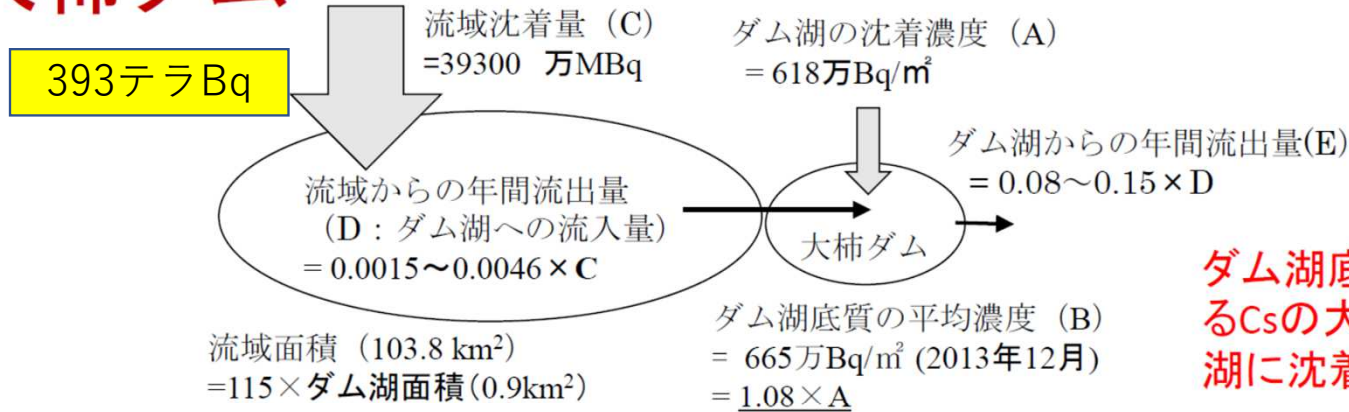 柿ダム
393テラBq
流域沈着量（C）
=39300 万MBq
ダム湖の沈着濃度（A）
= 618万Bq/㎡
ダム湖からの年間流出量(E)
= 0.08～0.15×D
流域からの年間流出量
（D：ダム湖への流入量）
= 0.0015～0.0046×C
大柿ダム
流域面積（103.8 km²）
=115×ダム湖面積(0.9km²)
ダム湖底質の平均濃度（B）
= 665万Bq/㎡ (2013年12月)
= 1.08×A
ダム湖底
るCsの大
湖に沈着